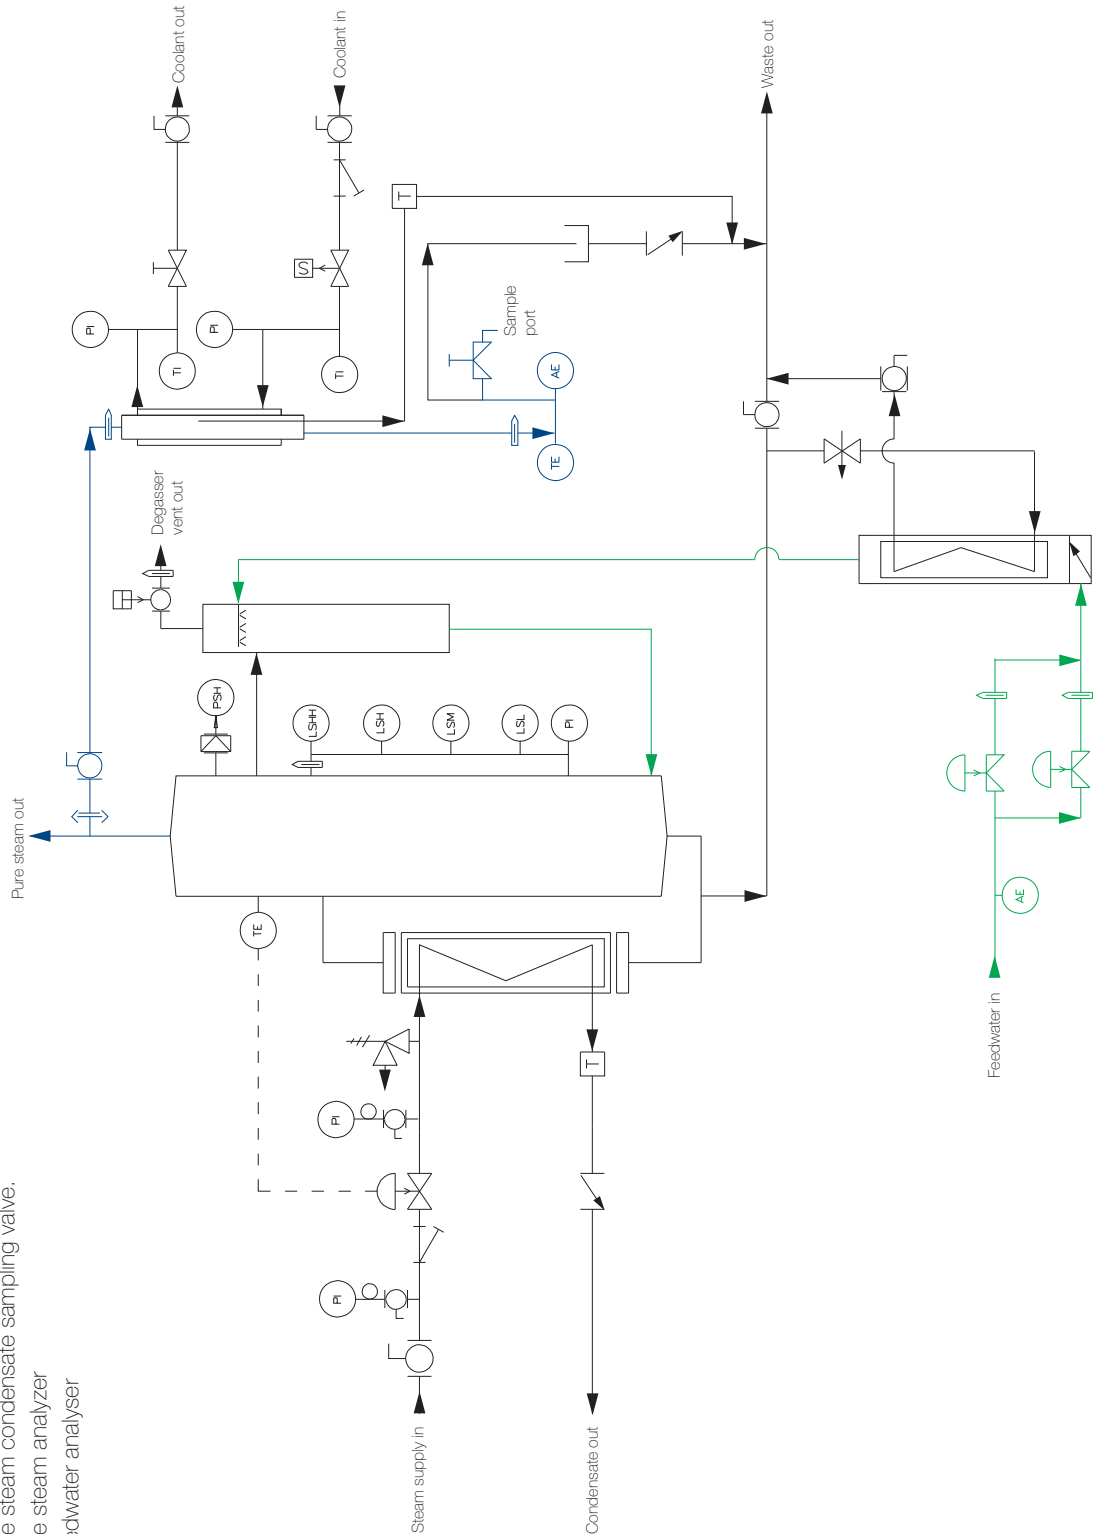 e steam condensate sampling valve.
e steam analyzer
edwater analyser
Steam supply in
Condensate out
Feedwater in
Pure steam out
Degasser
vent out
Coolant out
Coolant in
Sample
port
Waste out
PI
PI
TE
PSH
LSHH
LSH
LSM
LSL
PI
T
PI
TI
PI
TI
S
T
AE
TE
AE